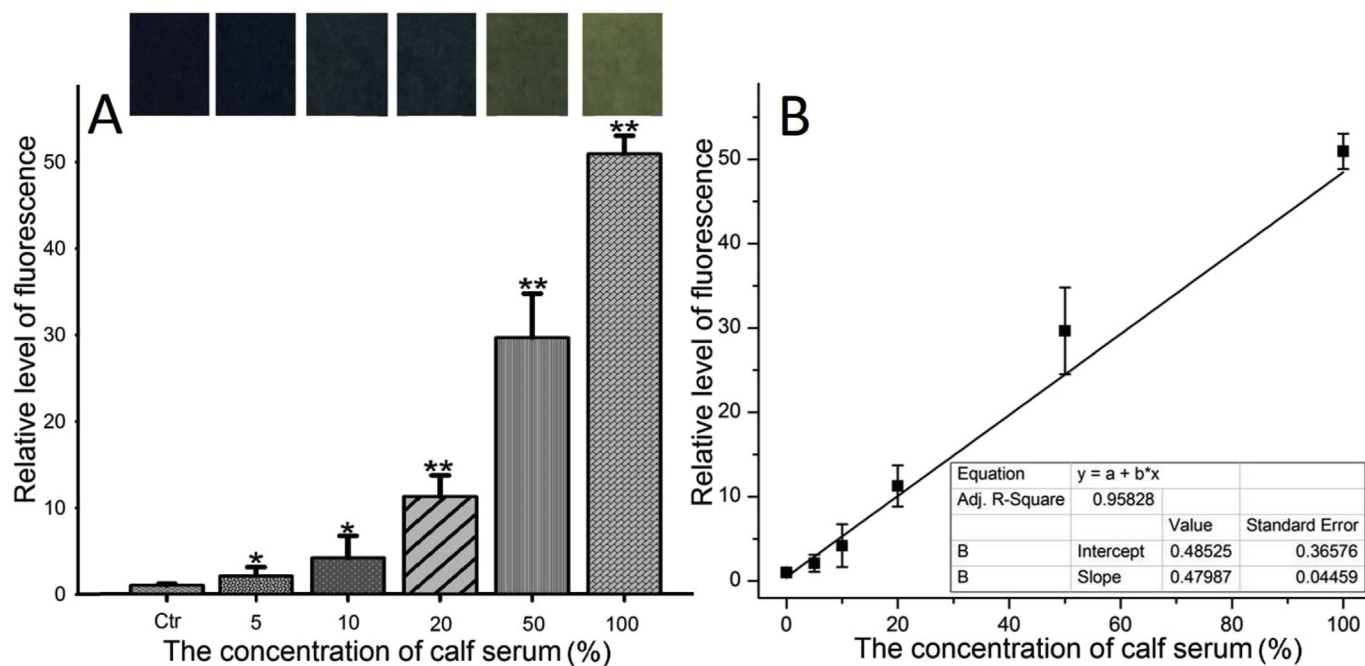 A
Relative level of fluorescence
50
40
30
20
10
0
**
**
**
*
*
Ctr 5 10 20 50 100
The concentration of calf serum (%)
B
Relative level of fluorescence
50
40
30
20
10
0
Equation y = a + b*x
Adj. R-Square 0.95828
Value Standard Error
B Intercept 0.48525 0.36576
B Slope 0.47987 0.04459
0 20 40 60 80 100
The concentration of calf serum (%)